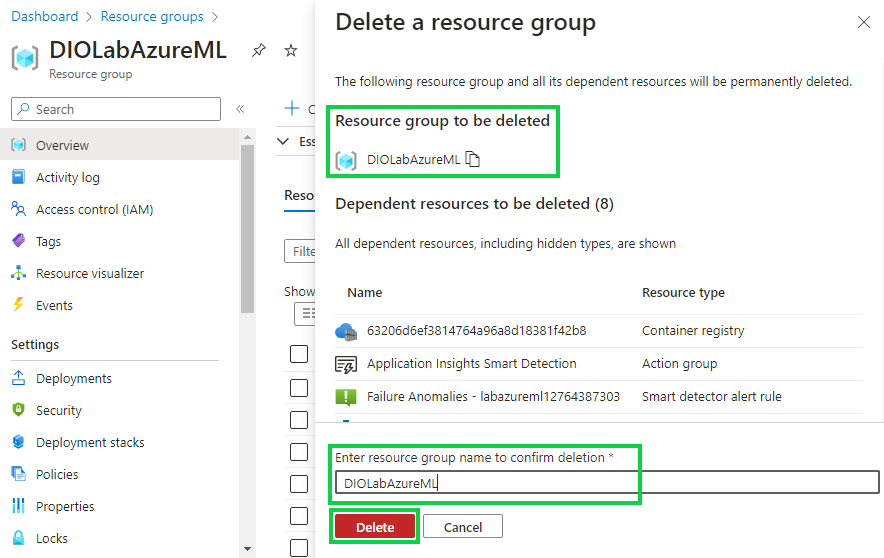 Dashboard > Resource groups >
DIOLabAzureML
Resource group
Search
Overview
Activity log
Access control (IAM)
Tags
Resource visualizer
Events
Settings
Deployments
Security
Deployment stacks
Policies
Properties
Locks
Delete a resource group
The following resource group and all its dependent resources will be permanently deleted.
Resource group to be deleted
DIOLabAzureML
Dependent resources to be deleted (8)
All dependent resources, including hidden types, are shown
Name Resource type
63206d6ef3814764a96a8d18381f42b8 Container registry
Application Insights Smart Detection Action group
Failure Anomalies - labazureml12764387303 Smart detector alert rule
Enter resource group name to confirm deletion *
DIOLabAzureML
Delete Cancel